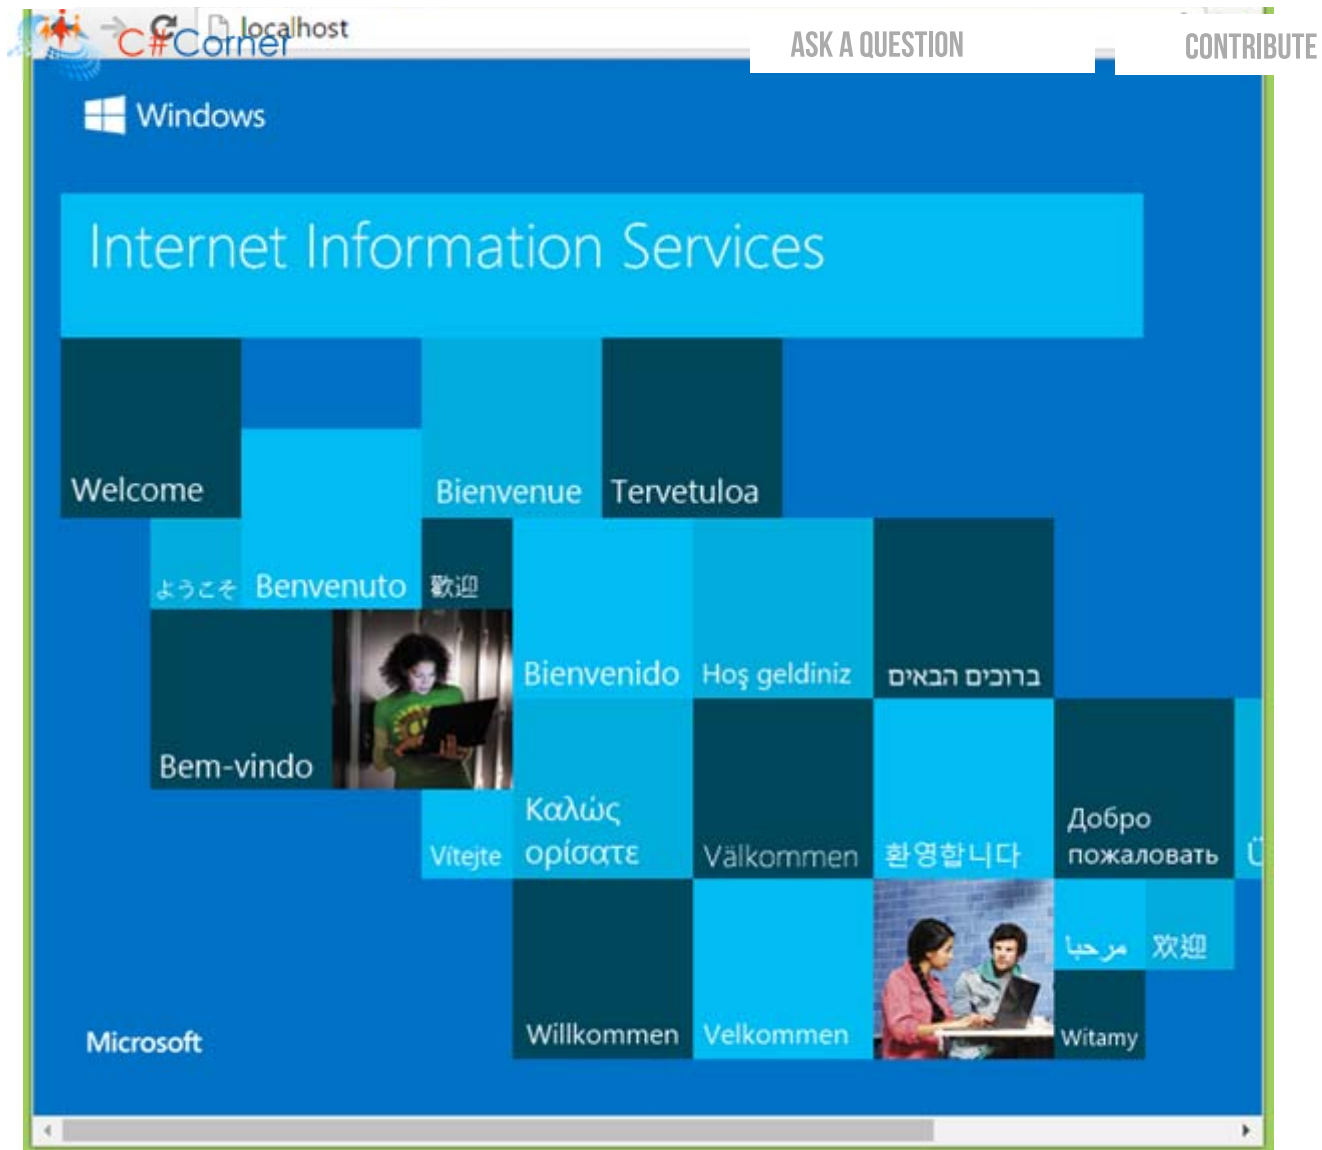 C#Corner
localhost
ASK A QUESTION
CONTRIBUTE
Windows
Internet Information Services
Welcome
Bienvenue
Tervetuloa
ようこそ
Benvenuto
歡迎
Bienvenido
Hoş geldiniz
ברוכים הבאים
Bem-vindo
Vítejte
Καλώς
ορίσατε
Välkommen
환영합니다
Добро
пожаловать
Ü
مرحبا
欢迎
Willkommen
Velkommen
Witamy
Microsoft